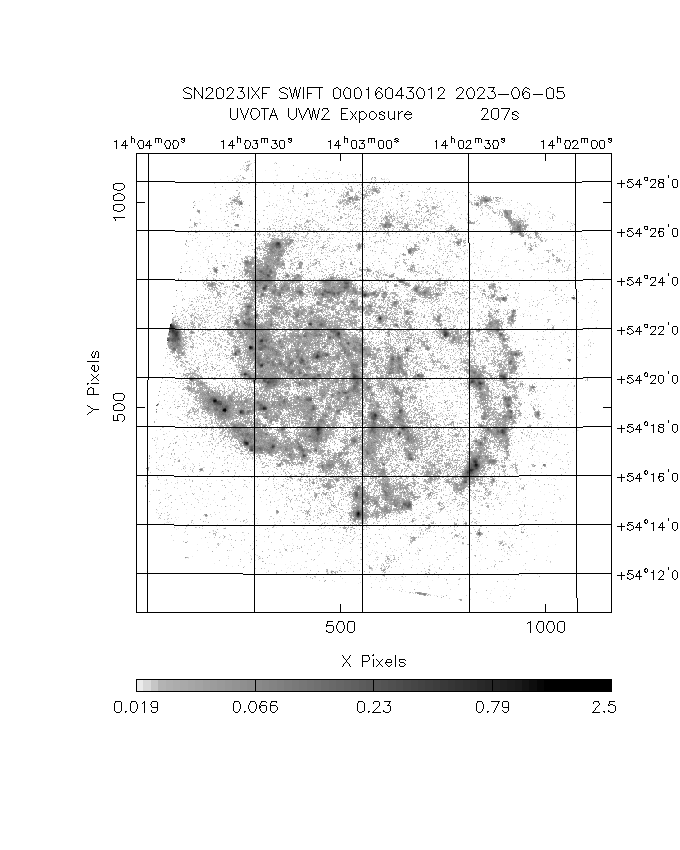 SN2023IXF SWIFT 00016043012 2023-06-05
UVOTA UVW2 Exposure 207s
14ʰ04ᵐ00ˢ 14ʰ03ᵐ30ˢ 14ʰ03ᵐ00ˢ 14ʰ02ᵐ30ˢ 14ʰ02ᵐ00ˢ
+54°28'0
1000
+54°26'0
+54°24'0
+54°22'0
Y Pixels
+54°20'0
500
+54°18'0
+54°16'0
+54°14'0
+54°12'0
500 1000
X Pixels
0.019 0.066 0.23 0.79 2.5